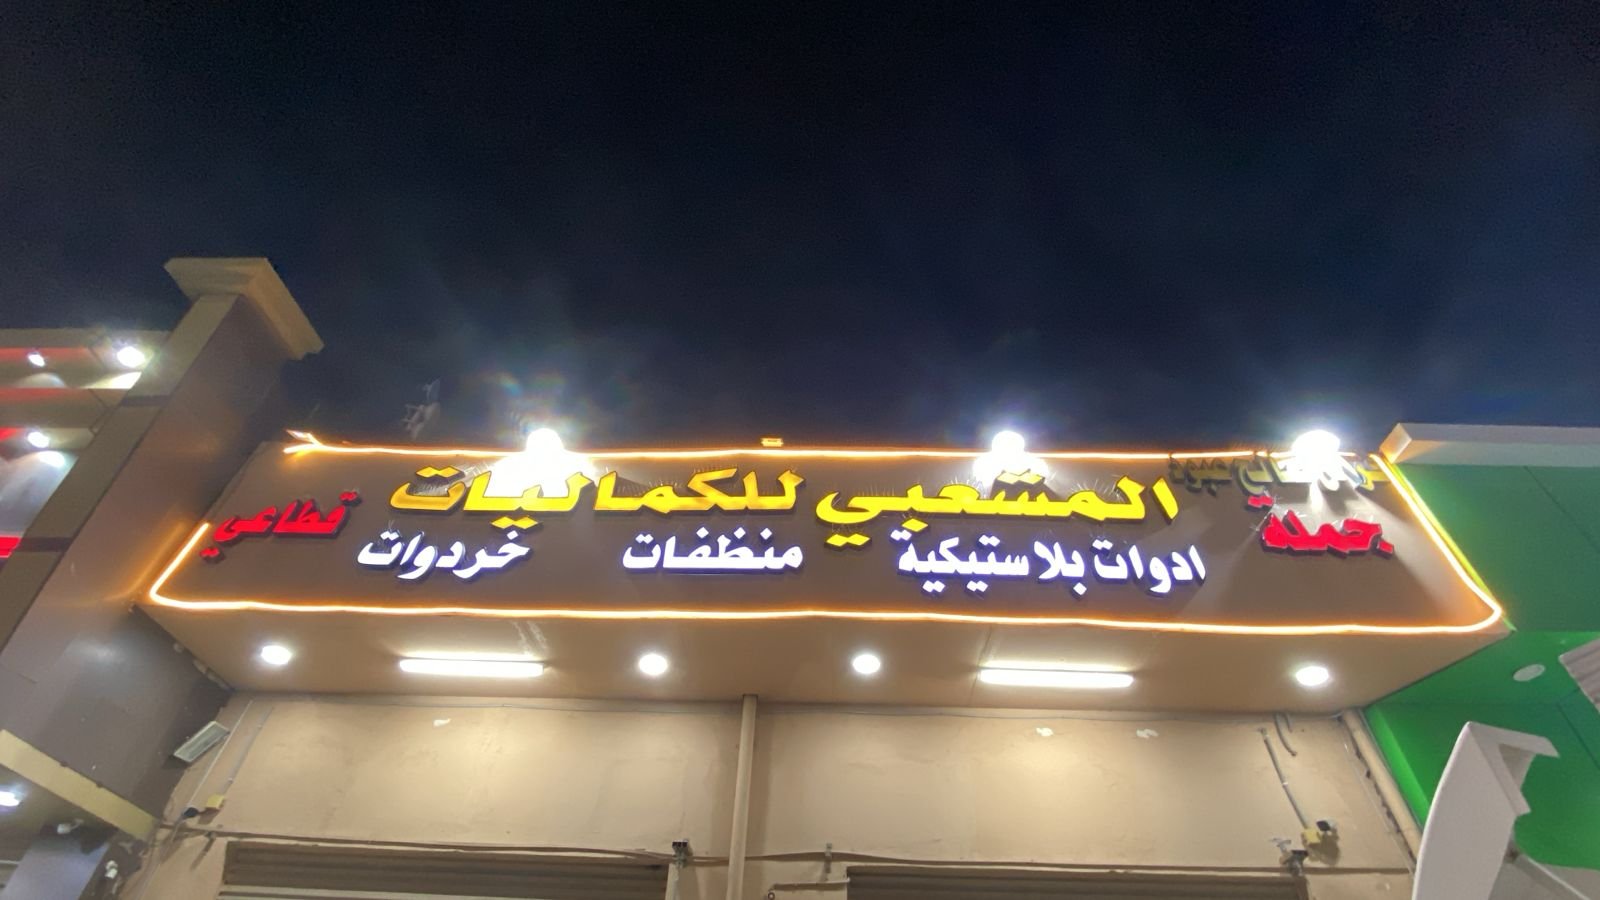 المشعبي للكماليات
جملة
قطاعي
ادوات بلاستيكية منظفات خردوات